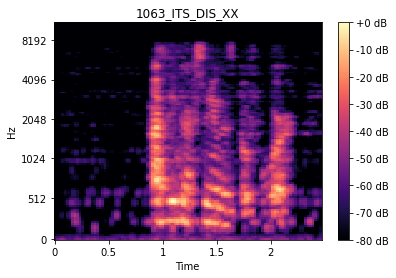 1063_ITS_DIS_XX
Hz
8192
4096
2048
1024
512
0
0 0.5 1 1.5 2
Time
+0 dB
-10 dB
-20 dB
-30 dB
-40 dB
-50 dB
-60 dB
-70 dB
-80 dB